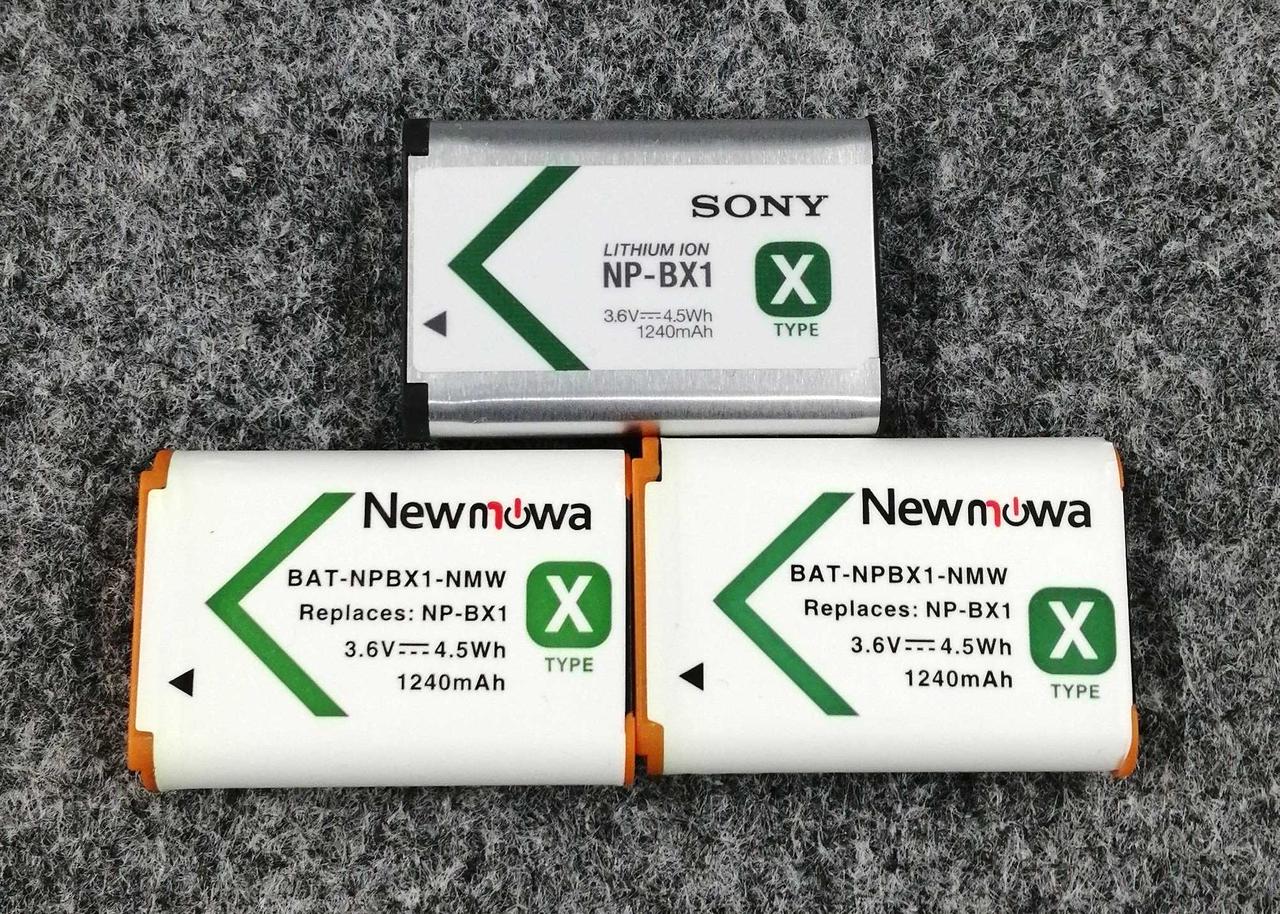 SONY
LITHIUM ION
NP-BX1
3.6V⎓4.5Wh
1240mAh
X
TYPE
Newmowa
BAT-NPBX1-NMW
Replaces: NP-BX1
3.6V⎓4.5Wh
1240mAh
X
TYPE
Newmowa
BAT-NPBX1-NMW
Replaces: NP-BX1
3.6V⎓4.5Wh
1240mAh
X
TYPE